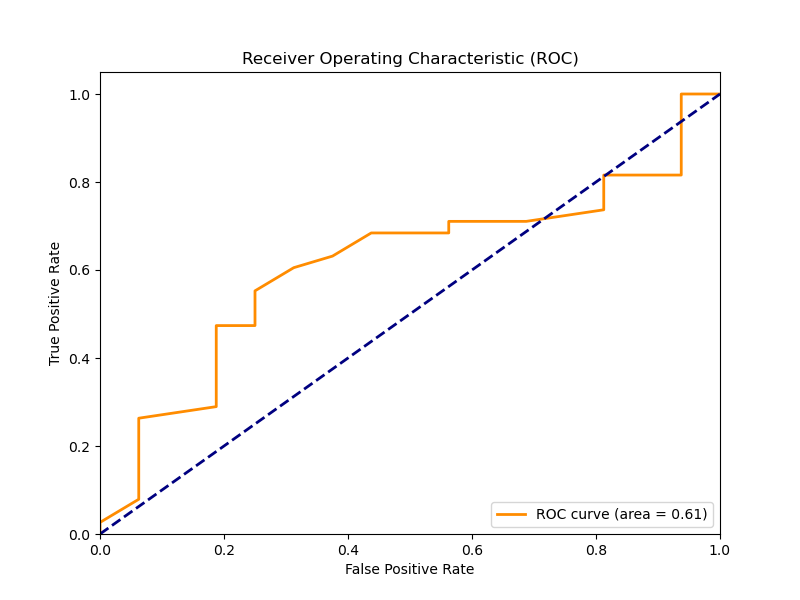 Receiver Operating Characteristic (ROC)
True Positive Rate
1.0
0.8
0.6
0.4
0.2
0.0
0.0 0.2 0.4 0.6 0.8 1.0
False Positive Rate
ROC curve (area = 0.61)